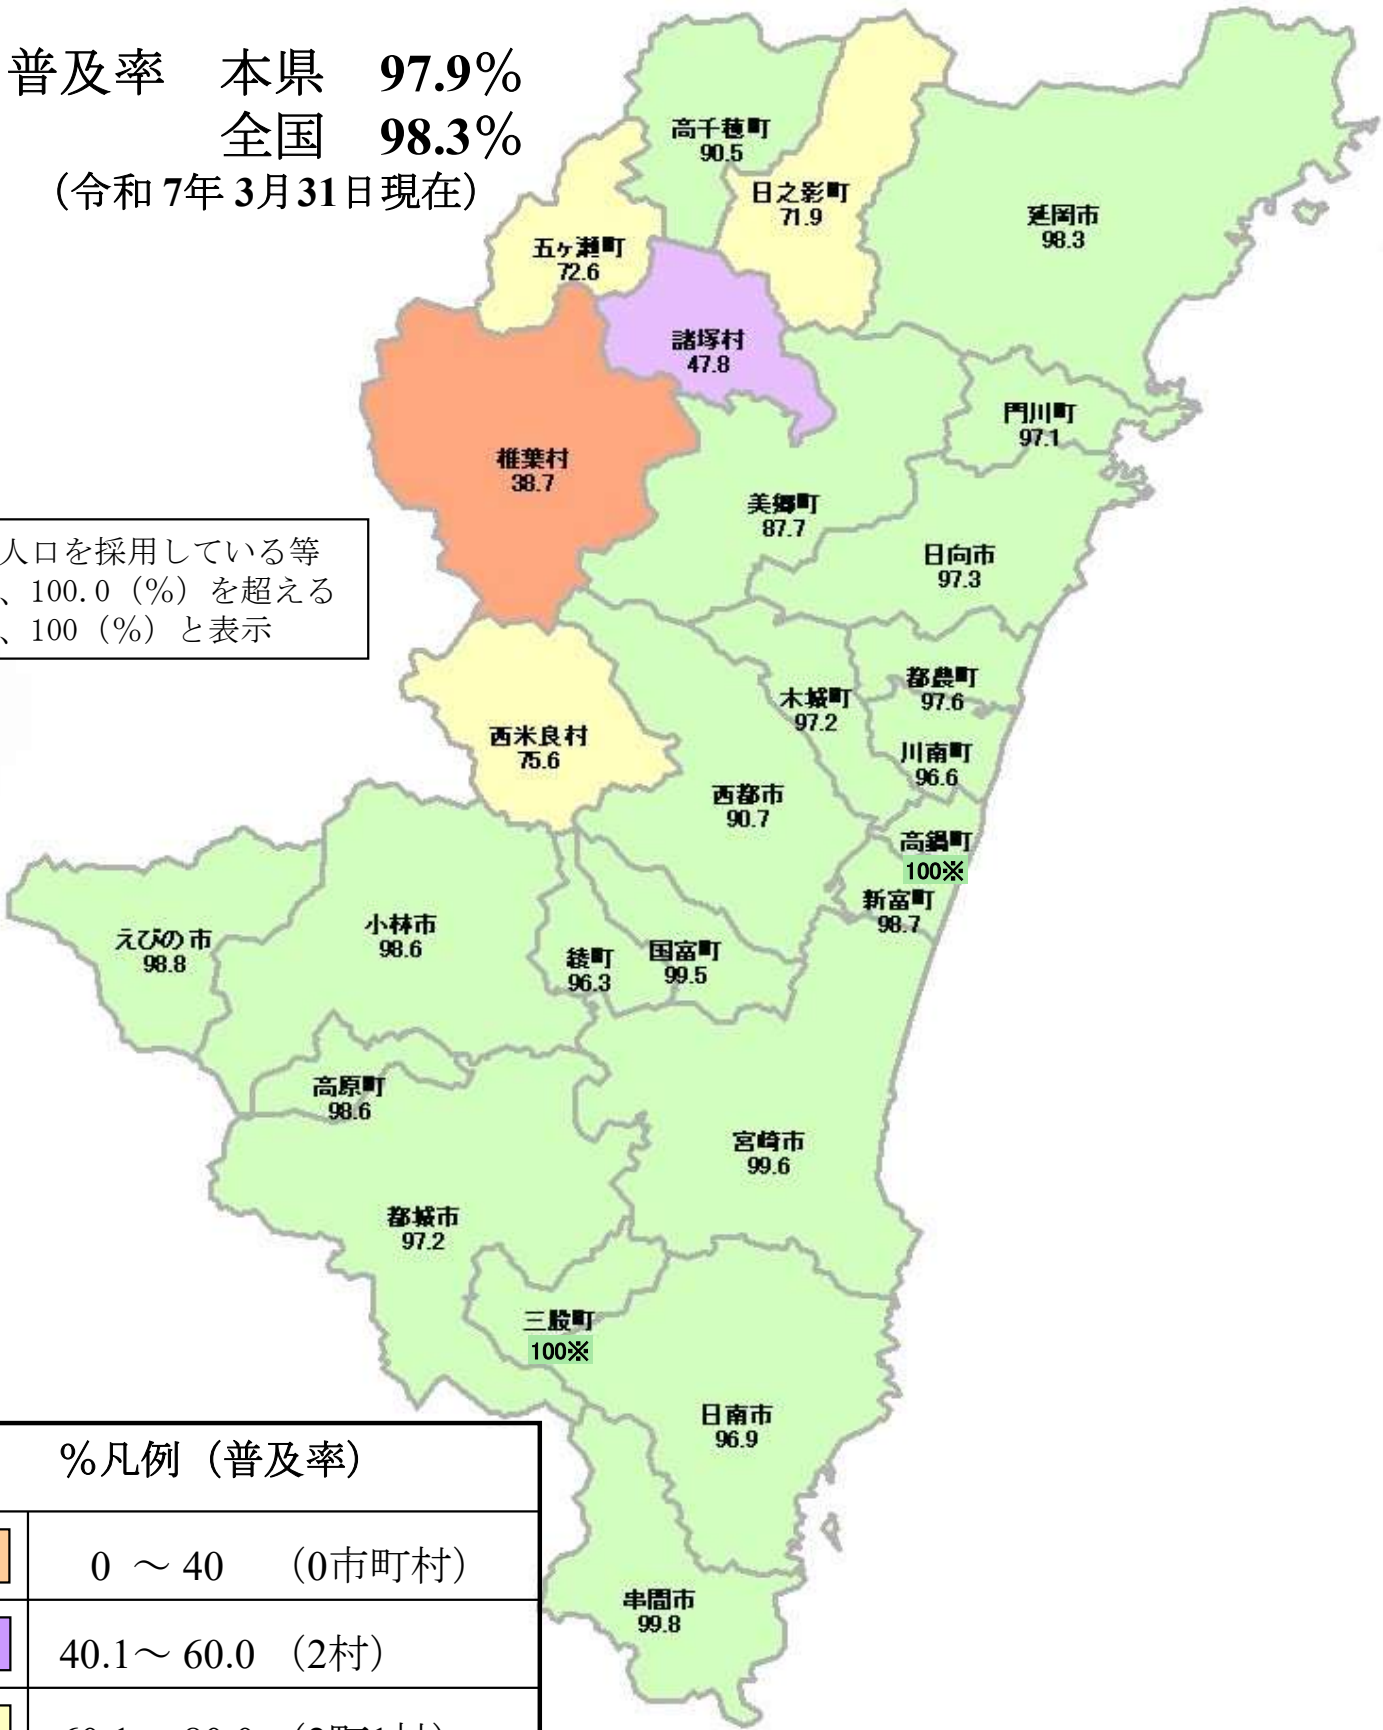 普及率 本県 97.9%
全国 98.3%
（令和 7年 3月31日現在）
高千穂町
90.5
日之影町
71.9
延岡市
98.3
五ヶ瀬町
72.6
諸塚村
47.8
門川町
97.1
椎葉村
38.7
美郷町
87.7
日向市
97.3
人口を採用している等
、100.0（％）を超える
、100（％）と表示
西米良村
75.6
木城町
97.2
都農町
97.6
川南町
96.6
西都市
90.7
高鍋町
100※
新富町
98.7
えびの市
98.8
小林市
98.6
綾町
96.3
国富町
99.5
高原町
98.6
宮崎市
99.6
都城市
97.2
三股町
100※
日南市
96.9
串間市
99.8
％凡例（普及率）
0 ～ 40 （0市町村）
40.1～ 60.0 （2村）